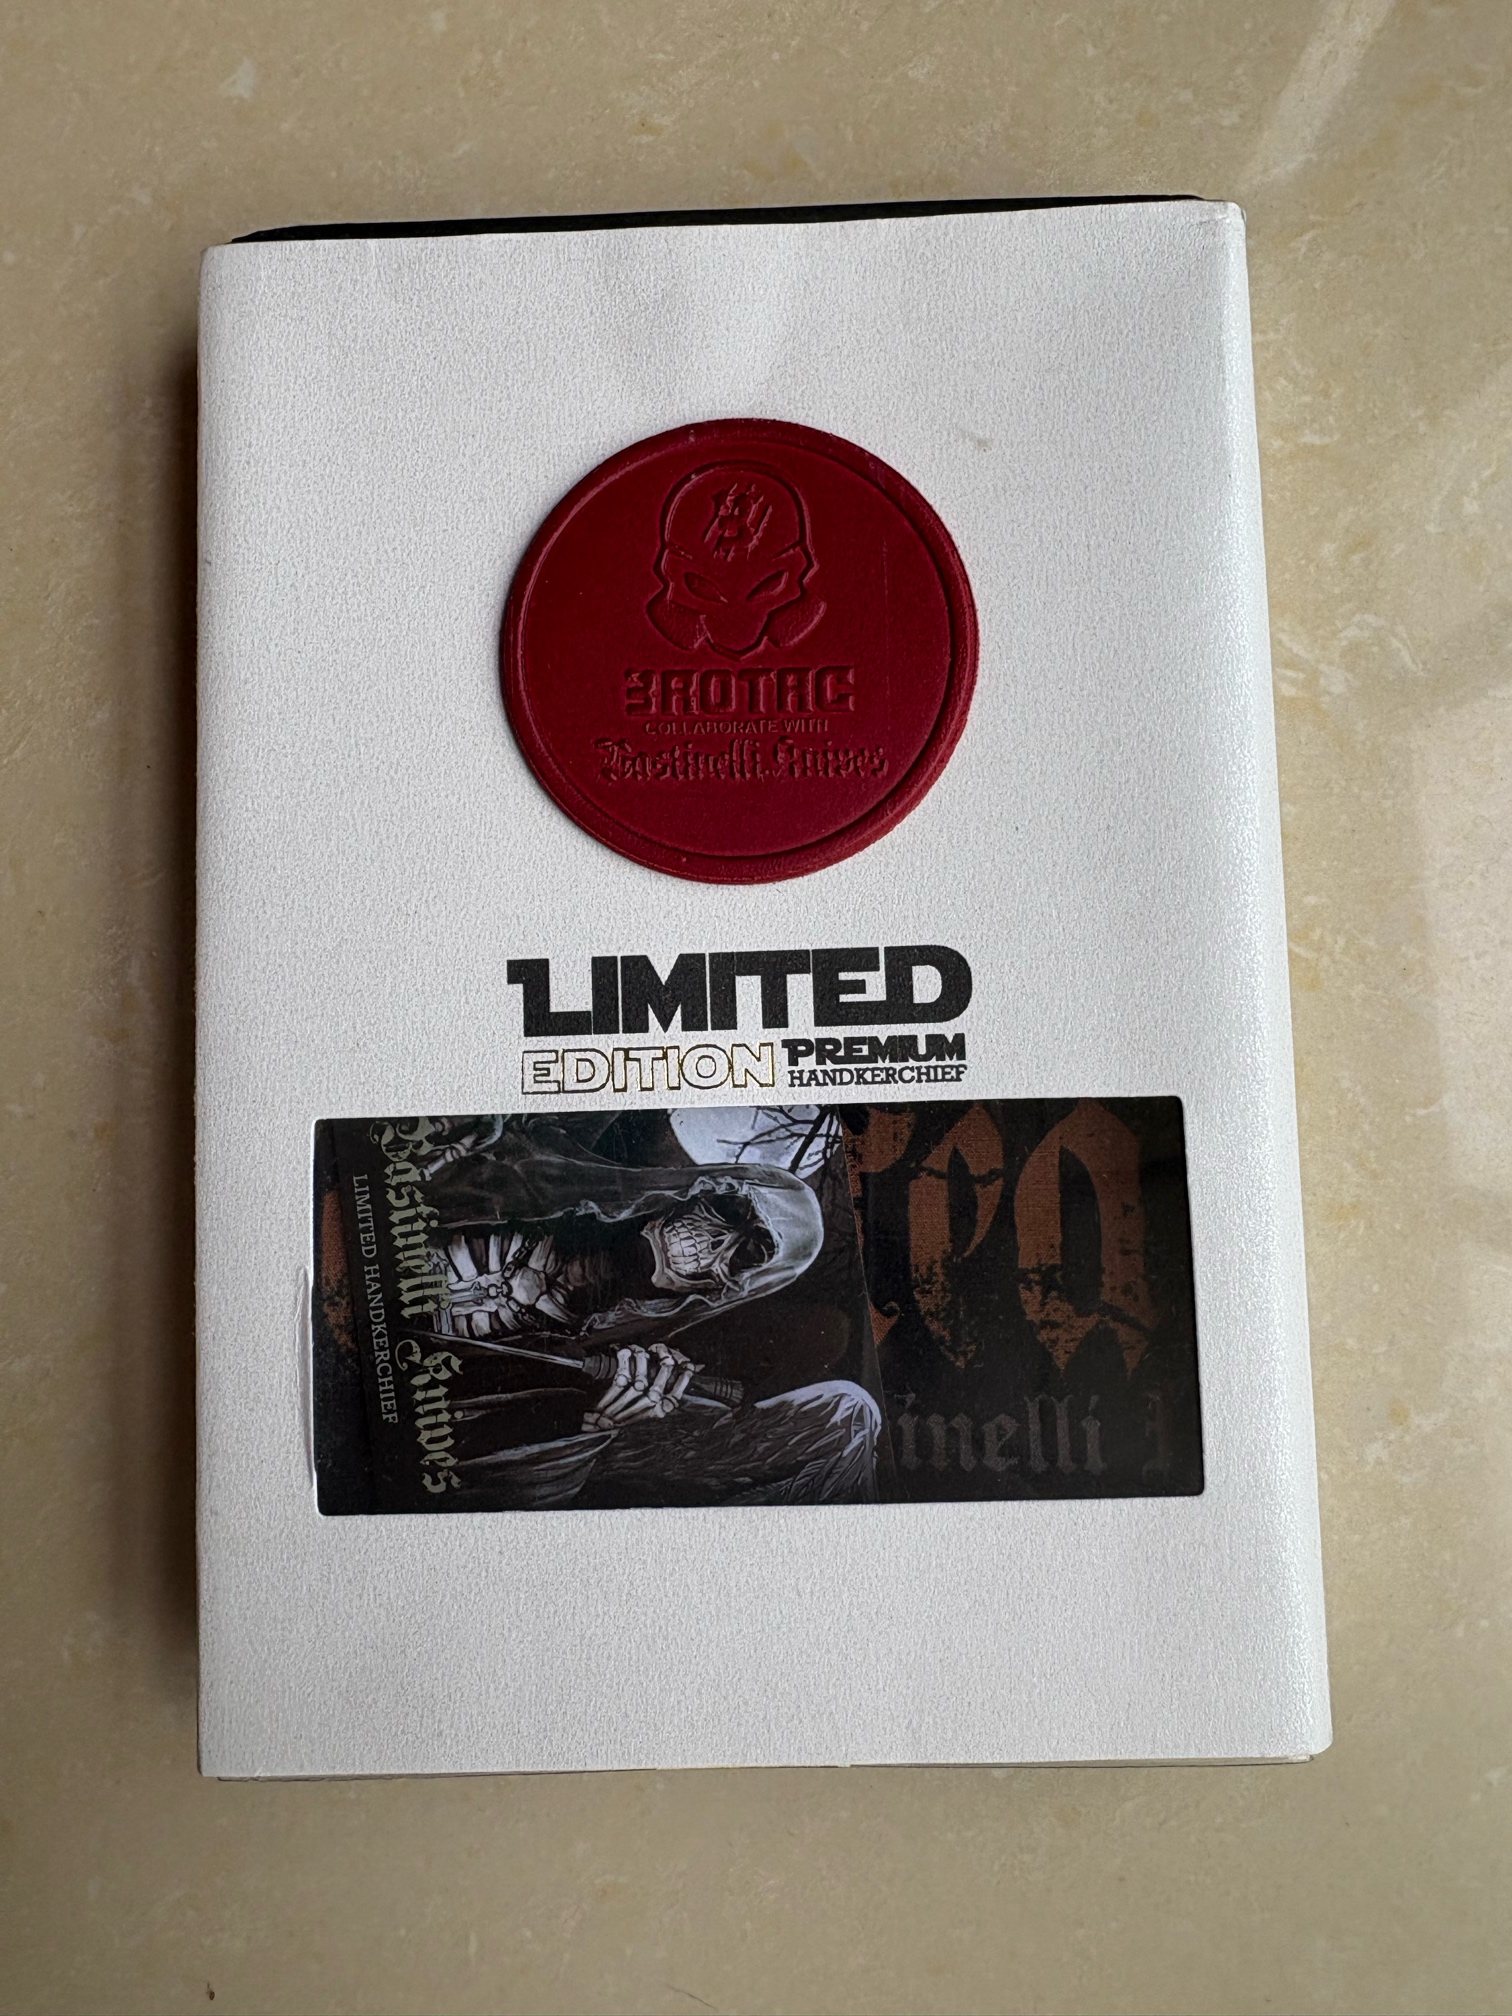 BROTAC
COLLABORATE WITH
Bastinelli Knives
LIMITED
EDITION PREMIUM
HANDKERCHIEF
Bastinelli Knives
LIMITED HANDKERCHIEF
inelli